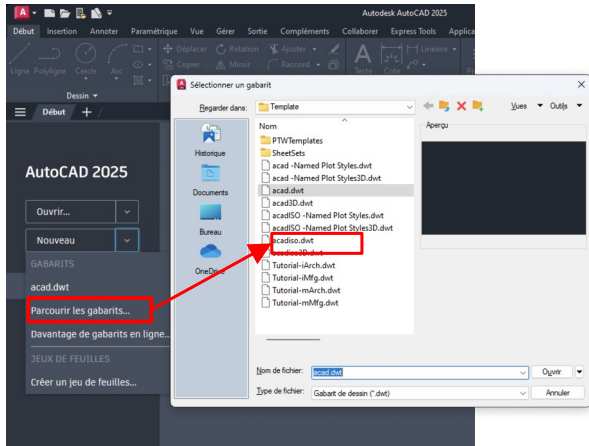 Autodesk AutoCAD 2025
Début Insertion Annoter Paramétrique Vue Gérer Sortie Compléments Collaborer Express Tools Applica
Déplacer Rotation Ajuster Linéaire
Ligne Polyligne Cercle Arc Copier Miroir Raccord Texte Cote
Dessin
Début
AutoCAD 2025
Ouvrir...
Nouveau
GABARITS
acad.dwt
Parcourir les gabarits...
Davantage de gabarits en ligne...
JEUX DE FEUILLES
Créer un jeu de feuilles...
Sélectionner un gabarit
Regarder dans: Template Vues Outils
Historique
Documents
Bureau
OneDrive
Nom
PTWTemplates
SheetSets
acad -Named Plot Styles.dwt
acad -Named Plot Styles3D.dwt
acad.dwt
acad3D.dwt
acadISO -Named Plot Styles.dwt
acadISO -Named Plot Styles3D.dwt
acadiso.dwt
acadiso3D.dwt
Tutorial-iArch.dwt
Tutorial-iMfg.dwt
Tutorial-mArch.dwt
Tutorial-mMfg.dwt
Aperçu
Nom de fichier: acad.dwt Ouvrir
Type de fichier: Gabarit de dessin (*.dwt) Annuler